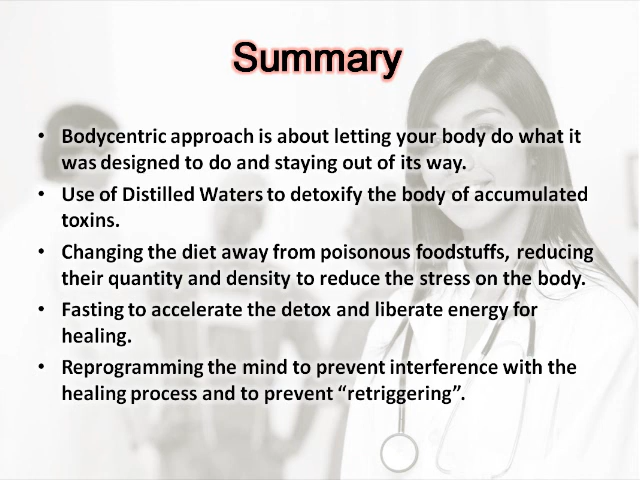 Summary
• Bodycentric approach is about letting your body do what it
was designed to do and staying out of its way.
• Use of Distilled Waters to detoxify the body of accumulated
toxins.
• Changing the diet away from poisonous foodstuffs, reducing
their quantity and density to reduce the stress on the body.
• Fasting to accelerate the detox and liberate energy for
healing.
• Reprogramming the mind to prevent interference with the
healing process and to prevent “retriggering”.